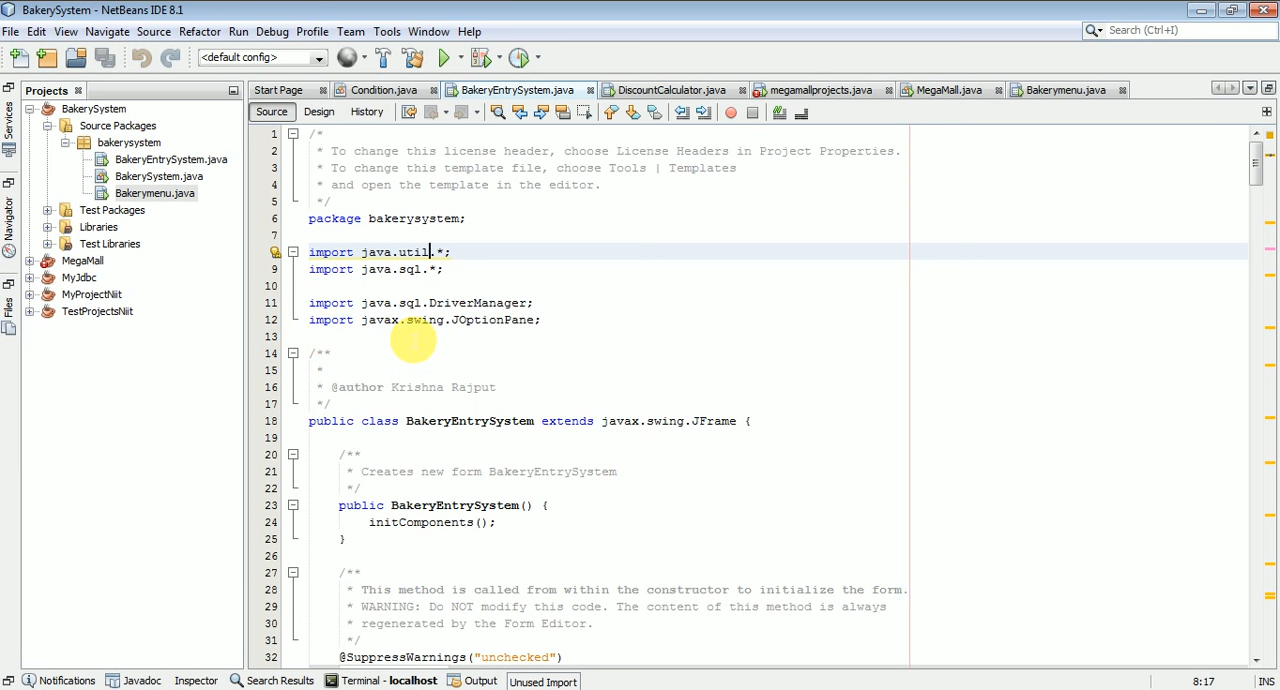 BakerySystem - NetBeans IDE 8.1
File Edit View Navigate Source Refactor Run Debug Profile Team Tools Window Help
Search (Ctrl+I)
<default config>
Projects
Start Page Condition.java BakeryEntrySystem.java DiscountCalculator.java megamallprojects.java MegaMall.java Bakerymenu.java
Source Design History
Services
Navigator
Files
BakerySystem
Source Packages
bakerysystem
BakeryEntrySystem.java
BakerySystem.java
Bakerymenu.java
Test Packages
Libraries
Test Libraries
MegaMall
MyJdbc
MyProjectNiit
TestProjectsNiit
1 /*
2 * To change this license header, choose License Headers in Project Properties.
3 * To change this template file, choose Tools | Templates
4 * and open the template in the editor.
5 */
6 package bakerysystem;
7
import java.util.*;
9 import java.sql.*;
10
11 import java.sql.DriverManager;
12 import javax.swing.JOptionPane;
13
14 /**
15 *
16 * @author Krishna Rajput
17 */
18 public class BakeryEntrySystem extends javax.swing.JFrame {
19
20 /**
21 * Creates new form BakeryEntrySystem
22 */
23 public BakeryEntrySystem() {
24 initComponents();
25 }
26
27 /**
28 * This method is called from within the constructor to initialize the form.
29 * WARNING: Do NOT modify this code. The content of this method is always
30 * regenerated by the Form Editor.
31 */
32 @SuppressWarnings("unchecked")
Notifications Javadoc Inspector Search Results Terminal - localhost Output Unused Import 8:17 INS